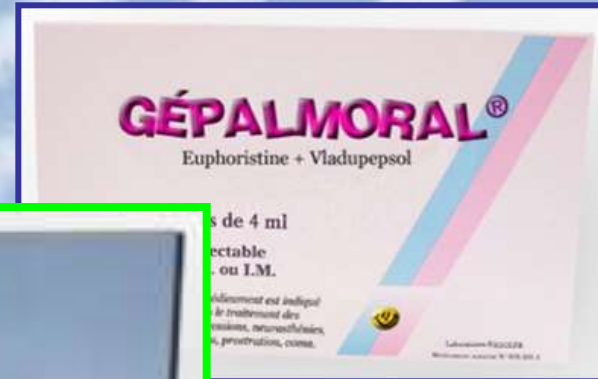 GÉPALMORAL®
Euphoristine + Vladupepsol
s de 4 ml
ectable
. ou I.M.
édicament est indiqué
le traitement des
essions, neurasthénies,
, prostration, coma.